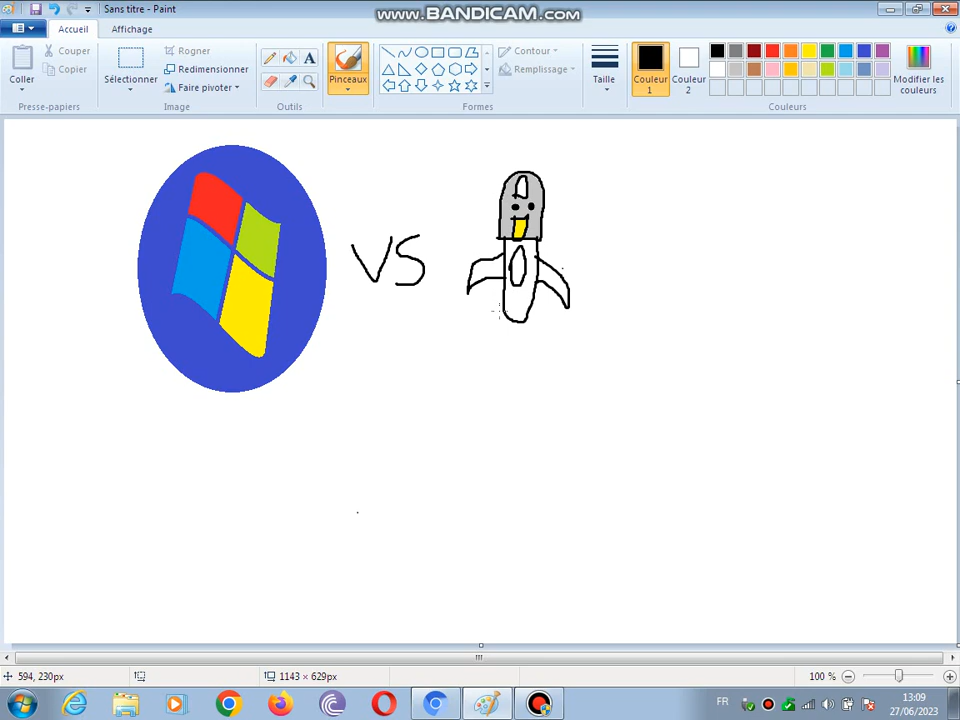 Sans titre - Paint
www.BANDICAM.com
Accueil
Affichage
Coller
Couper
Copier
Presse-papiers
Sélectionner
Rogner
Redimensionner
Faire pivoter
Image
A
Outils
Pinceaux
Contour
Remplissage
Formes
Taille
Couleur 1
Couleur 2
Modifier les couleurs
Couleurs
VS
594, 230px
1143 × 629px
100 %
FR
13:09
27/06/2023